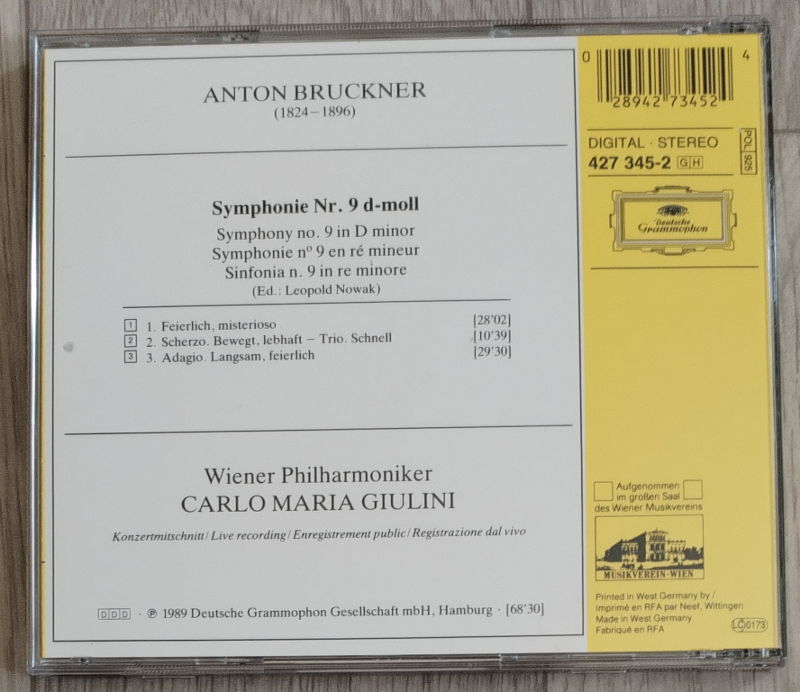 ANTON BRUCKNER
(1824–1896)
Symphonie Nr. 9 d-moll
Symphony no. 9 in D minor
Symphonie nº 9 en ré mineur
Sinfonia n. 9 in re minore
(Ed.: Leopold Nowak)
1 1. Feierlich, misterioso [28'02]
2 2. Scherzo. Bewegt, lebhaft – Trio. Schnell [10'39]
3 3. Adagio. Langsam, feierlich [29'30]
Wiener Philharmoniker
CARLO MARIA GIULINI
Konzertmitschnitt/Live recording/Enregistrement public/Registrazione dal vivo
DDD · ℗ 1989 Deutsche Grammophon Gesellschaft mbH, Hamburg · [68'30]
0 28942 73452 4
DIGITAL · STEREO
427 345-2 GH
POL 925
Deutsche
Grammophon
Aufgenommen
im großen Saal
des Wiener Musikvereins
MUSIKVEREIN·WIEN
Printed in West Germany by /
Imprimé en RFA par Neef, Wittingen
Made in West Germany
Fabriqué en RFA
LC 0173